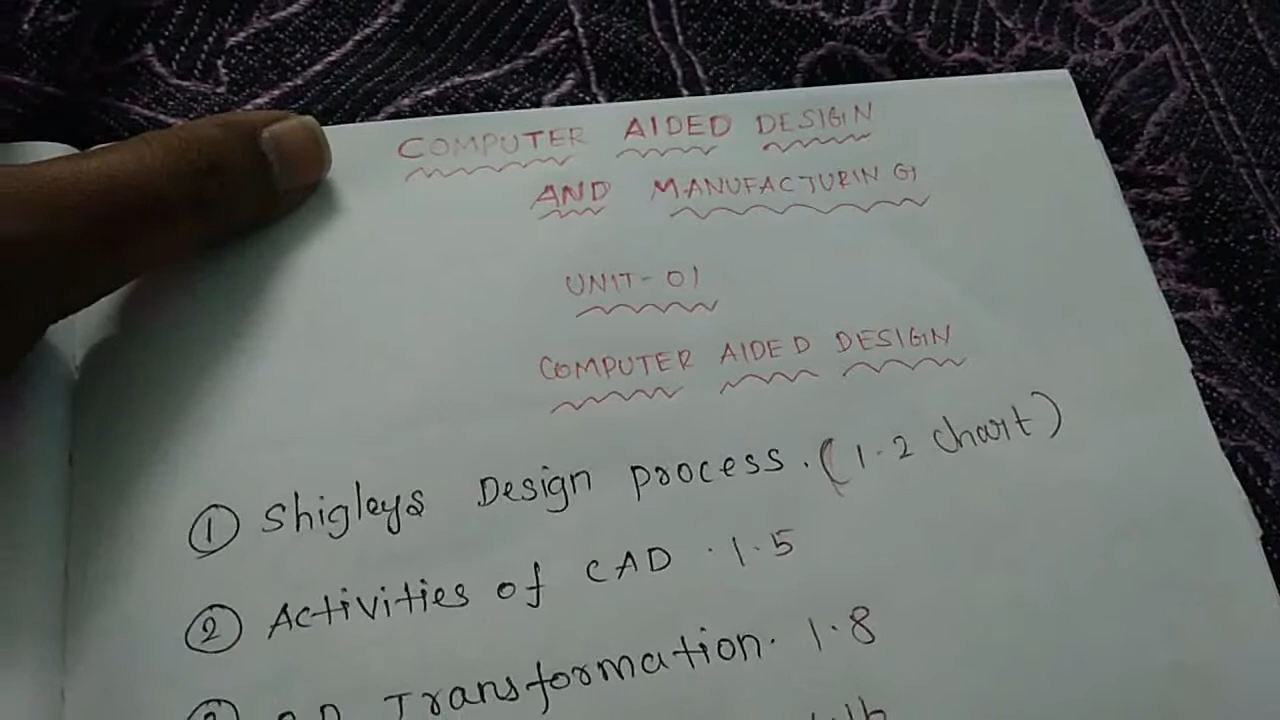 COMPUTER AIDED DESIGN
AND MANUFACTURING
UNIT-01
COMPUTER AIDED DESIGN
① Shigleys Design process. (1.2 chart)
② Activities of CAD . 1.5
Transformation. 1.8